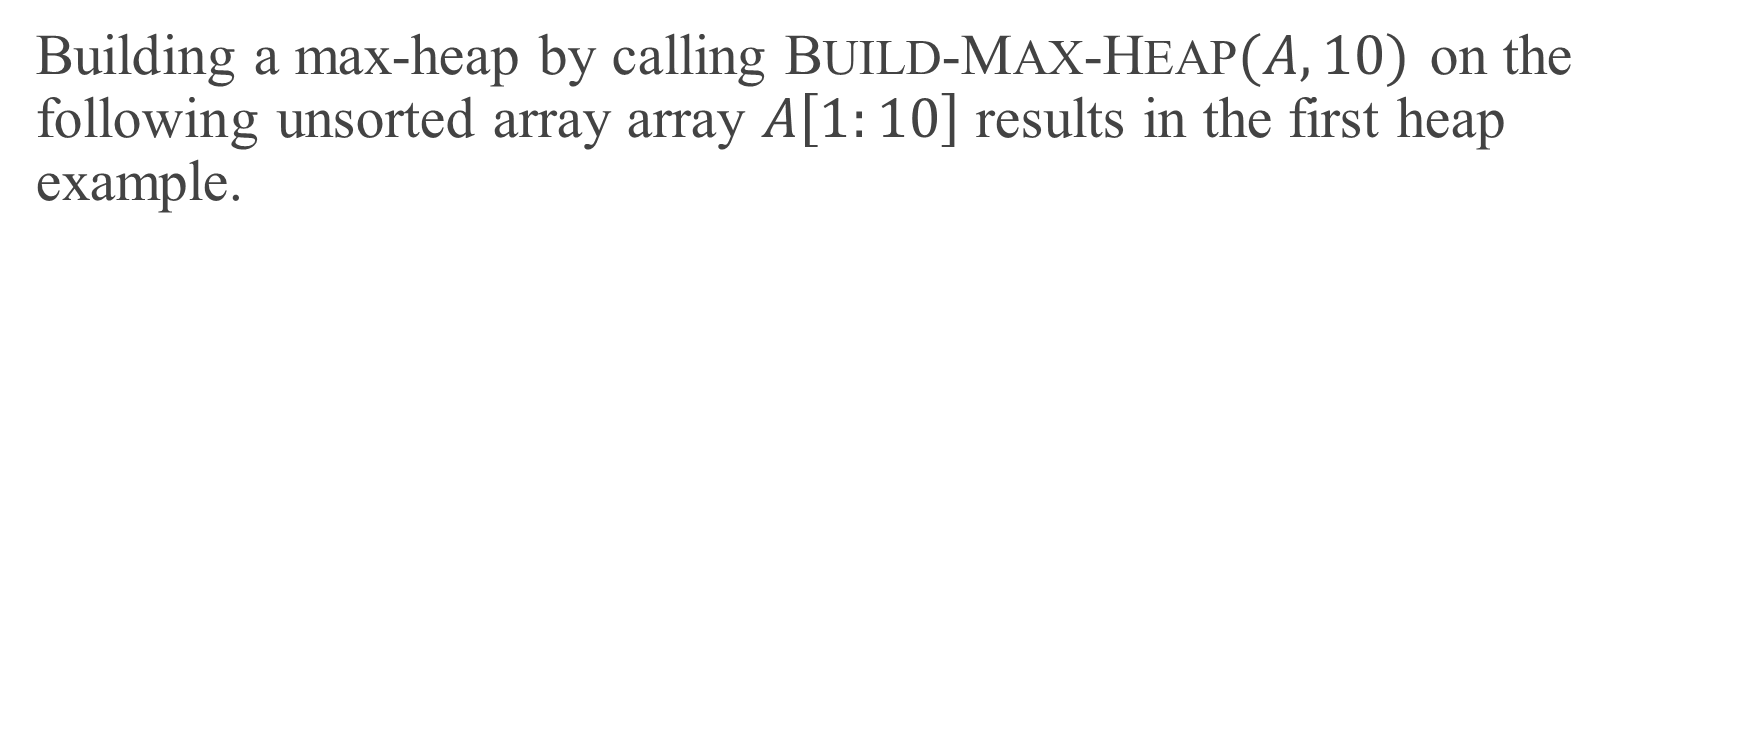 Building a max-heap by calling BUILD-MAX-HEAP(A, 10) on the
following unsorted array array A[1: 10] results in the first heap
example.